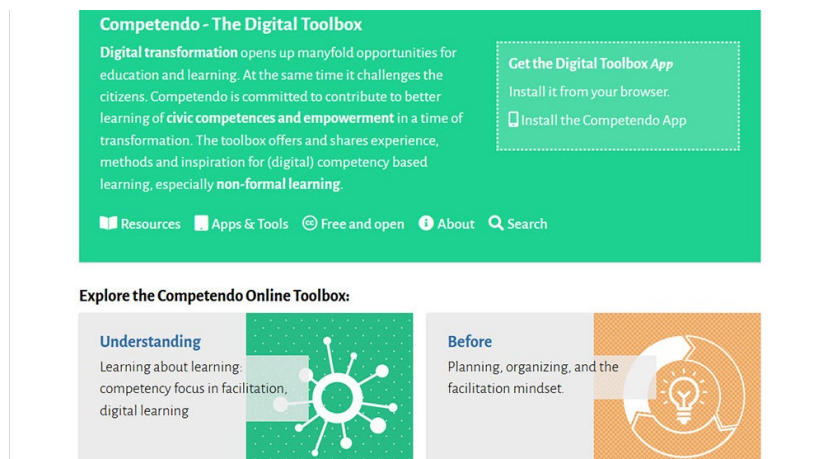 Competendo - The Digital Toolbox
Digital transformation opens up manyfold opportunities for
education and learning. At the same time it challenges the
citizens. Competendo is committed to contribute to better
learning of civic competences and empowerment in a time of
transformation. The toolbox offers and shares experience,
methods and inspiration for (digital) competency based
learning, especially non-formal learning.
Get the Digital Toolbox App
Install it from your browser.
Install the Competendo App
Resources Apps & Tools Free and open About Search
Explore the Competendo Online Toolbox:
Understanding
Learning about learning:
competency focus in facilitation,
digital learning
Before
Planning, organizing, and the
facilitation mindset.